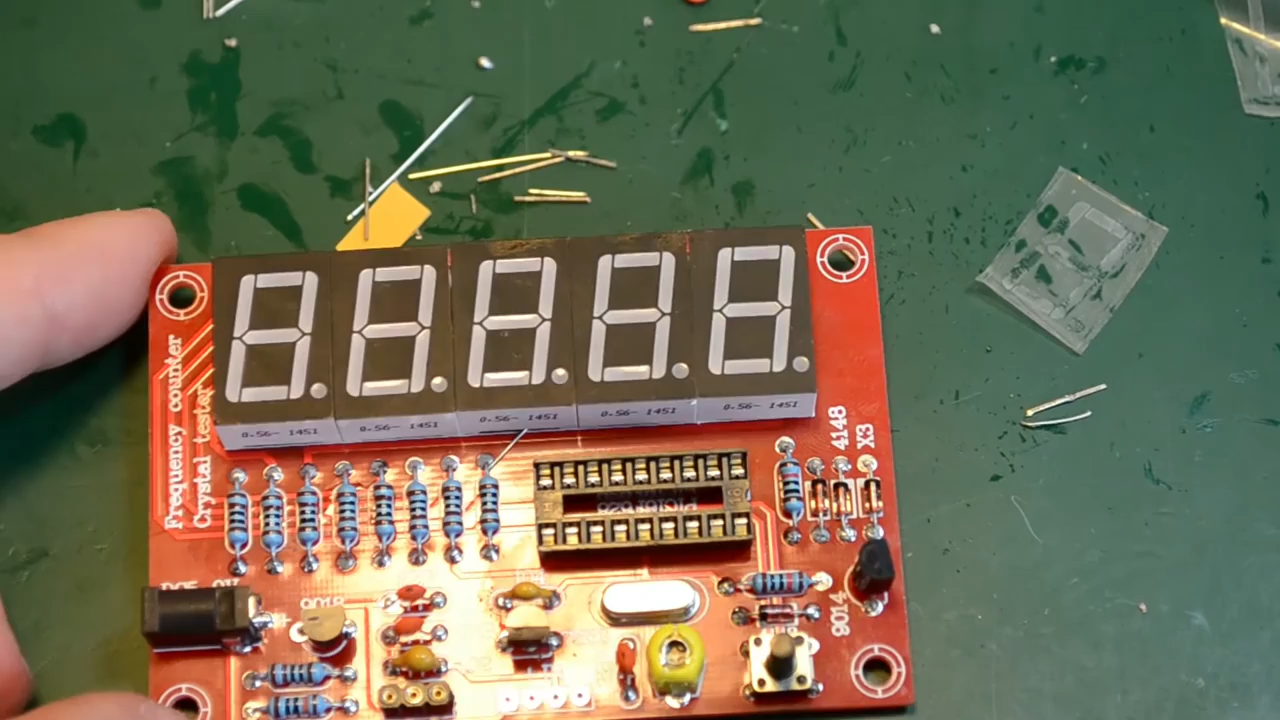 Frequency counter
Crystal tester
0.56- 1451
0.56- 1451
0.56- 1451
0.56- 1451
0.56- 1451
4148
X3
9018
9014